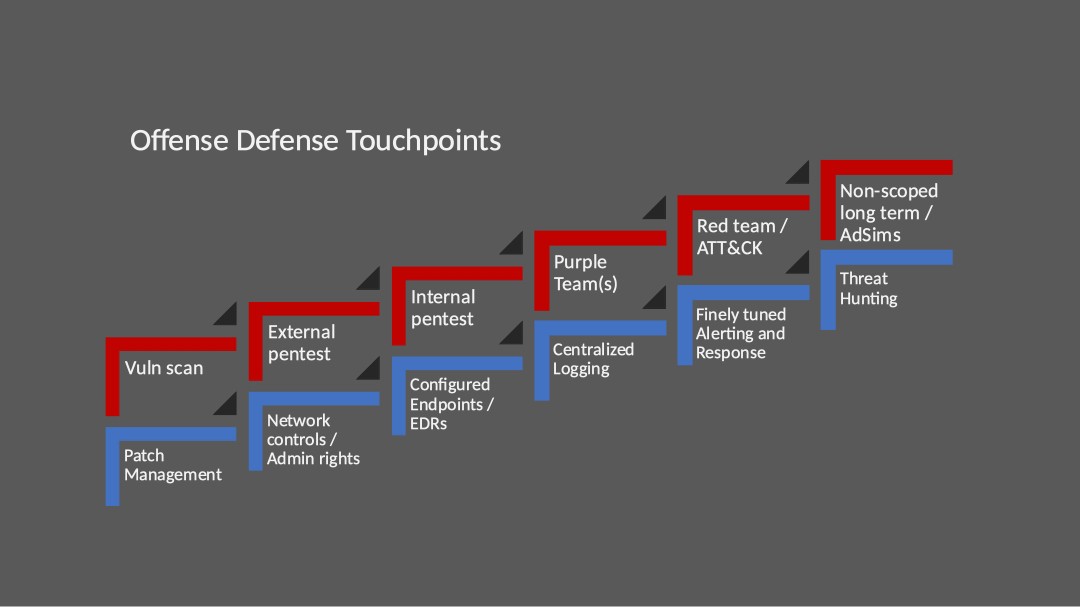 Offense Defense Touchpoints
Vuln scan
External
pentest
Internal
pentest
Purple
Team(s)
Red team /
ATT&CK
Non-scoped
long term /
AdSims
Patch
Management
Network
controls /
Admin rights
Configured
Endpoints /
EDRs
Centralized
Logging
Finely tuned
Alerting and
Response
Threat
Hunting